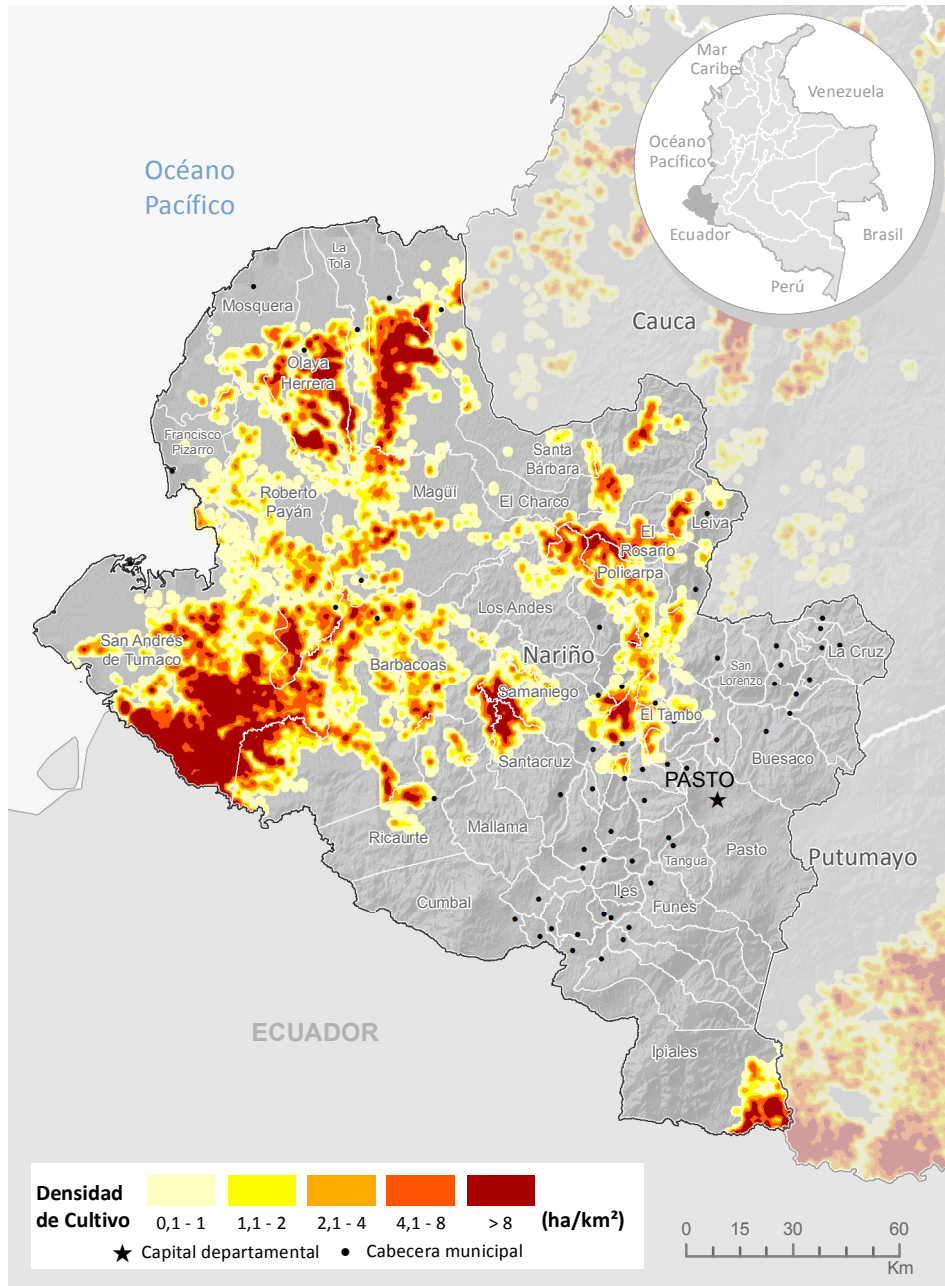 Mar
Caribe
Venezuela
Océano
Pacífico
Ecuador
Brasil
Perú
Océano
Pacífico
La
Tola
Mosquera
Cauca
Olaya
Herrera
Francisco
Pizarro
Santa
Bárbara
Roberto
Payán
Magüí
El Charco
Leiva
El
Rosario
Policarpa
Los Andes
San Andrés
de Tumaco
Nariño
Barbacoas
San
Lorenzo
La Cruz
Samaniego
El Tambo
Santacruz
Buesaco
PASTO
Ricaurte
Mallama
Tangua
Pasto
Putumayo
Cumbal
Iles
Funes
ECUADOR
Ipiales
Densidad
de Cultivo
0,1 - 1
1,1 - 2
2,1 - 4
4,1 - 8
> 8
(ha/km²)
Capital departamental
Cabecera municipal
0 15 30 60
Km